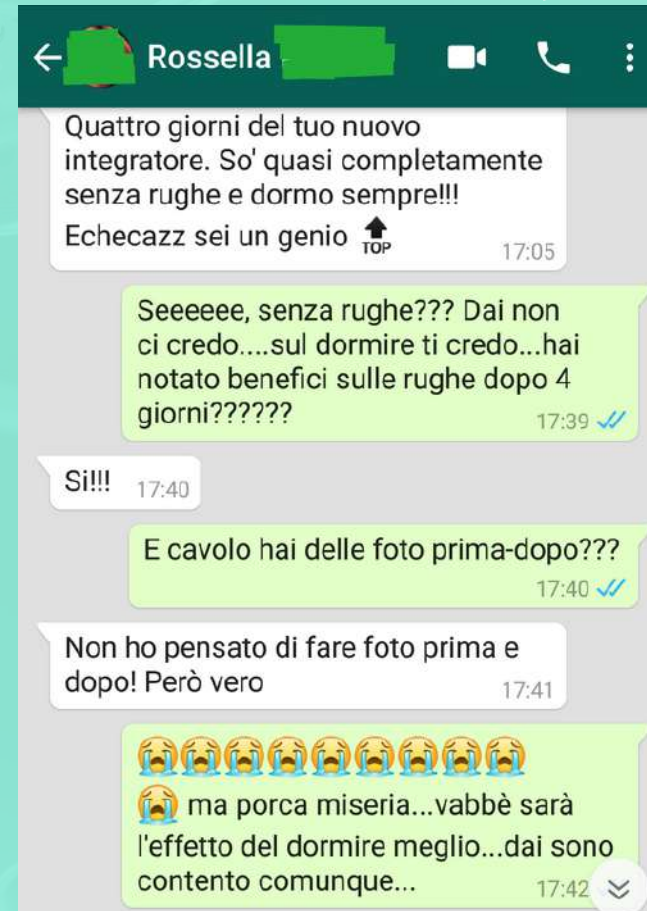 Rossella
Quattro giorni del tuo nuovo
integratore. So' quasi completamente
senza rughe e dormo sempre!!!
Echecazz sei un genio 🔝
17:05
Seeeeee, senza rughe??? Dai non
ci credo....sul dormire ti credo...hai
notato benefici sulle rughe dopo 4
giorni??????
17:39
Si!!! 17:40
E cavolo hai delle foto prima-dopo???
17:40
Non ho pensato di fare foto prima e
dopo! Però vero
17:41
😭😭😭😭😭😭😭😭😭
😭 ma porca miseria...vabbè sarà
l'effetto del dormire meglio...dai sono
contento comunque...
17:42